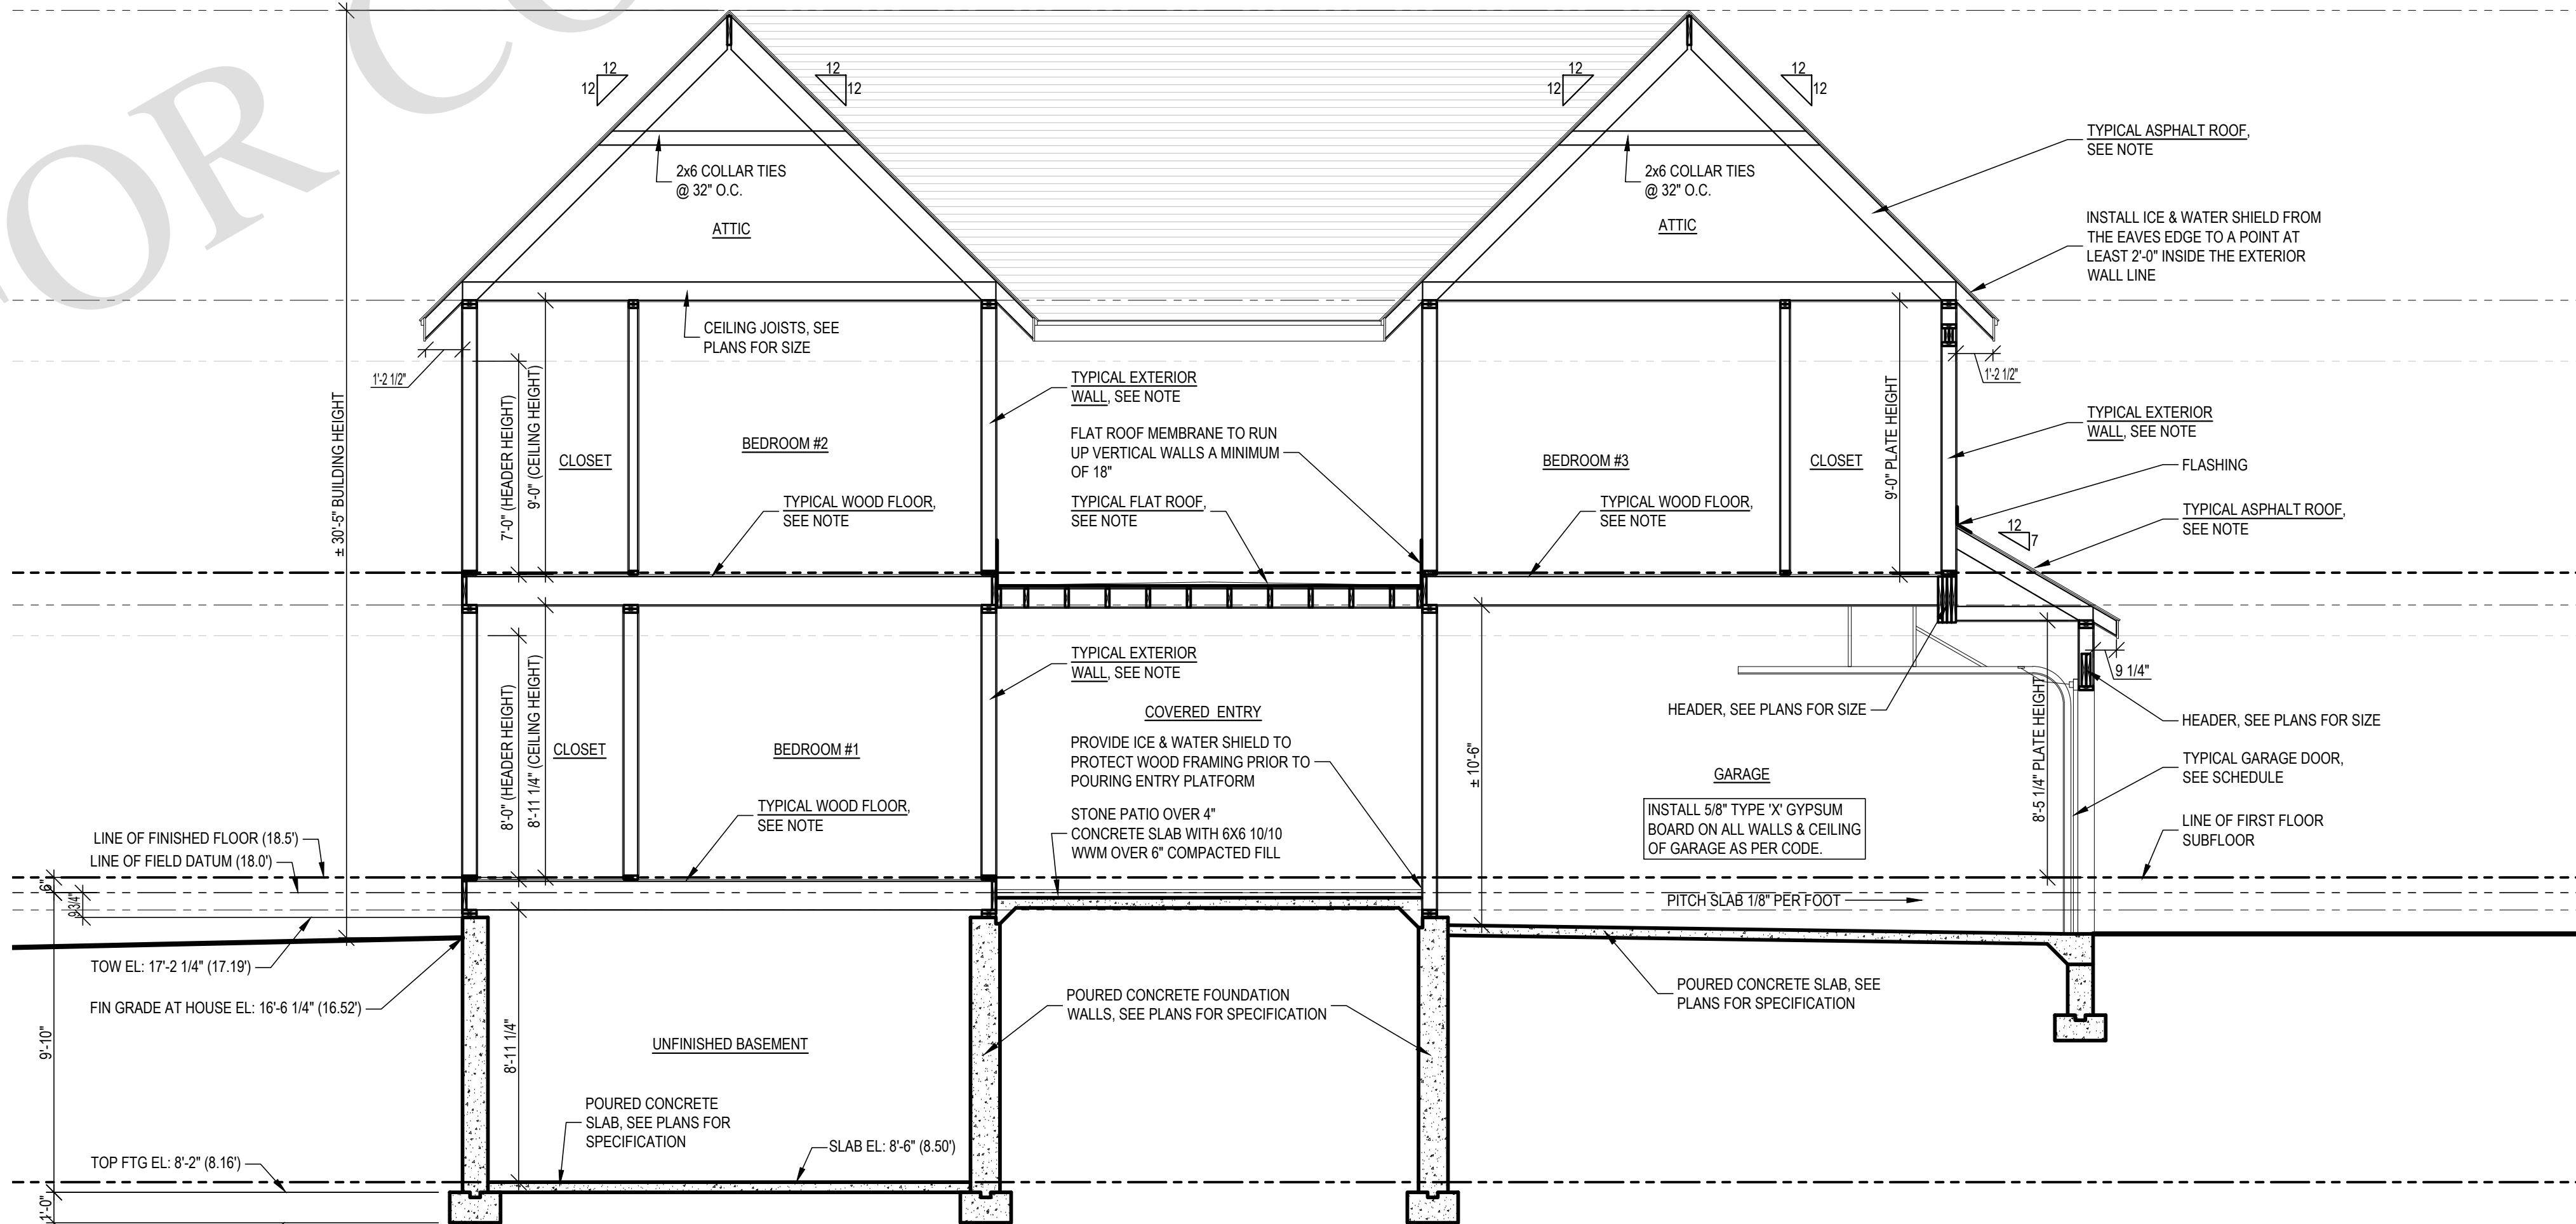 OR CO
12
12
12
12
12
12
12
12
2x6 COLLAR TIES
@ 32" O.C.
ATTIC
2x6 COLLAR TIES
@ 32" O.C.
ATTIC
TYPICAL ASPHALT ROOF,
SEE NOTE
INSTALL ICE & WATER SHIELD FROM
THE EAVES EDGE TO A POINT AT
LEAST 2'-0" INSIDE THE EXTERIOR
WALL LINE
CEILING JOISTS, SEE
PLANS FOR SIZE
1'-2 1/2"
1'-2 1/2"
± 30'-5" BUILDING HEIGHT
7'-0" (HEADER HEIGHT)
9'-0" (CEILING HEIGHT)
CLOSET
BEDROOM #2
TYPICAL WOOD FLOOR,
SEE NOTE
TYPICAL EXTERIOR
WALL, SEE NOTE
FLAT ROOF MEMBRANE TO RUN
UP VERTICAL WALLS A MINIMUM
OF 18"
TYPICAL FLAT ROOF,
SEE NOTE
BEDROOM #3
CLOSET
TYPICAL WOOD FLOOR,
SEE NOTE
9'-0" PLATE HEIGHT
TYPICAL EXTERIOR
WALL, SEE NOTE
FLASHING
TYPICAL ASPHALT ROOF,
SEE NOTE
12
7
8'-0" (HEADER HEIGHT)
8'-11 1/4" (CEILING HEIGHT)
CLOSET
BEDROOM #1
TYPICAL WOOD FLOOR,
SEE NOTE
TYPICAL EXTERIOR
WALL, SEE NOTE
COVERED ENTRY
PROVIDE ICE & WATER SHIELD TO
PROTECT WOOD FRAMING PRIOR TO
POURING ENTRY PLATFORM
STONE PATIO OVER 4"
CONCRETE SLAB WITH 6X6 10/10
WWM OVER 6" COMPACTED FILL
± 10'-6"
HEADER, SEE PLANS FOR SIZE
GARAGE
INSTALL 5/8" TYPE 'X' GYPSUM
BOARD ON ALL WALLS & CEILING
OF GARAGE AS PER CODE.
8'-5 1/4" PLATE HEIGHT
9 1/4"
HEADER, SEE PLANS FOR SIZE
TYPICAL GARAGE DOOR,
SEE SCHEDULE
LINE OF FIRST FLOOR
SUBFLOOR
LINE OF FINISHED FLOOR (18.5')
LINE OF FIELD DATUM (18.0')
6"
9 3/4"
PITCH SLAB 1/8" PER FOOT
TOW EL: 17'-2 1/4" (17.19')
FIN GRADE AT HOUSE EL: 16'-6 1/4" (16.52')
9'-10"
8'-11 1/4"
UNFINISHED BASEMENT
POURED CONCRETE FOUNDATION
WALLS, SEE PLANS FOR SPECIFICATION
POURED CONCRETE SLAB, SEE
PLANS FOR SPECIFICATION
POURED CONCRETE
SLAB, SEE PLANS FOR
SPECIFICATION
SLAB EL: 8'-6" (8.50')
TOP FTG EL: 8'-2" (8.16')
1'-0"